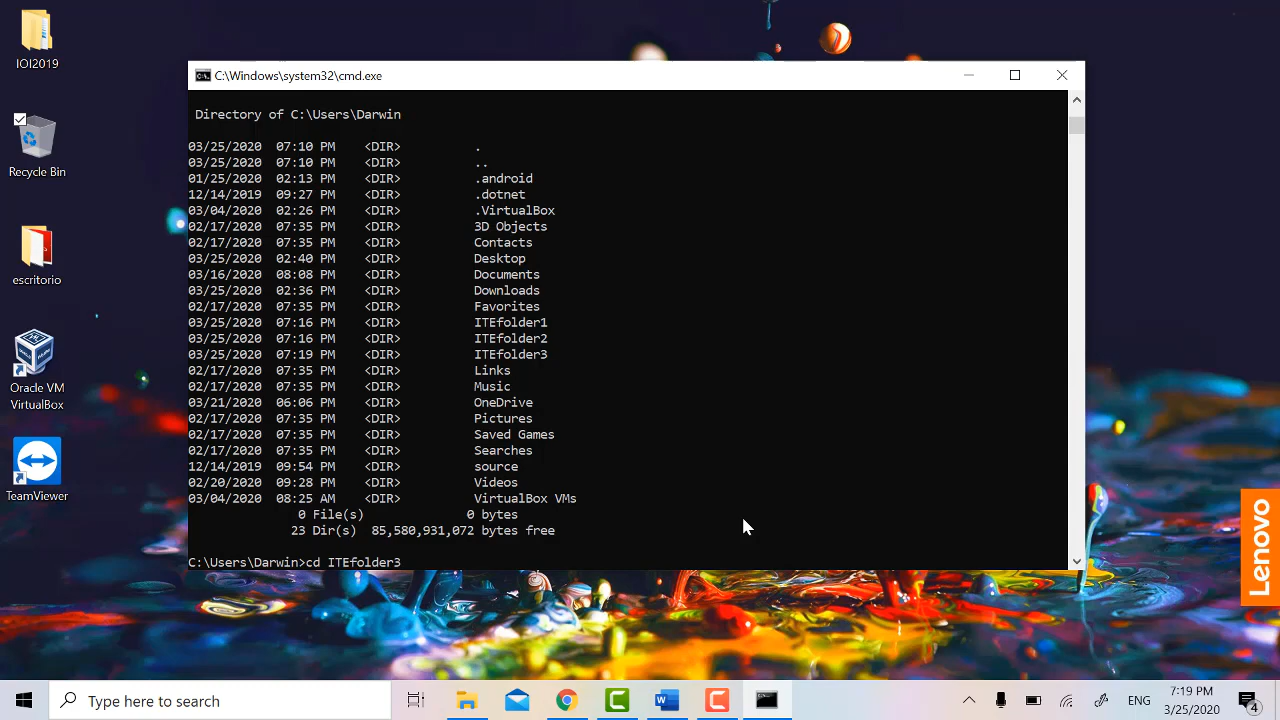 IOI2019
Recycle Bin
escritorio
Oracle VM
VirtualBox
TeamViewer
C:\Windows\system32\cmd.exe
Directory of C:\Users\Darwin
03/25/2020  07:10 PM    <DIR>          .
03/25/2020  07:10 PM    <DIR>          ..
01/25/2020  02:13 PM    <DIR>          .android
12/14/2019  09:27 PM    <DIR>          .dotnet
03/04/2020  02:26 PM    <DIR>          .VirtualBox
02/17/2020  07:35 PM    <DIR>          3D Objects
02/17/2020  07:35 PM    <DIR>          Contacts
03/25/2020  02:40 PM    <DIR>          Desktop
03/16/2020  08:08 PM    <DIR>          Documents
03/25/2020  02:36 PM    <DIR>          Downloads
02/17/2020  07:35 PM    <DIR>          Favorites
03/25/2020  07:16 PM    <DIR>          ITEfolder1
03/25/2020  07:16 PM    <DIR>          ITEfolder2
03/25/2020  07:19 PM    <DIR>          ITEfolder3
02/17/2020  07:35 PM    <DIR>          Links
02/17/2020  07:35 PM    <DIR>          Music
03/21/2020  06:06 PM    <DIR>          OneDrive
02/17/2020  07:35 PM    <DIR>          Pictures
02/17/2020  07:35 PM    <DIR>          Saved Games
02/17/2020  07:35 PM    <DIR>          Searches
12/14/2019  09:54 PM    <DIR>          source
02/20/2020  09:28 PM    <DIR>          Videos
03/04/2020  08:25 AM    <DIR>          VirtualBox VMs
0 File(s)              0 bytes
23 Dir(s)  85,580,931,072 bytes free
C:\Users\Darwin>cd ITEfolder3
Lenovo
Type here to search
ENG
7:19 PM
3/25/2020
4